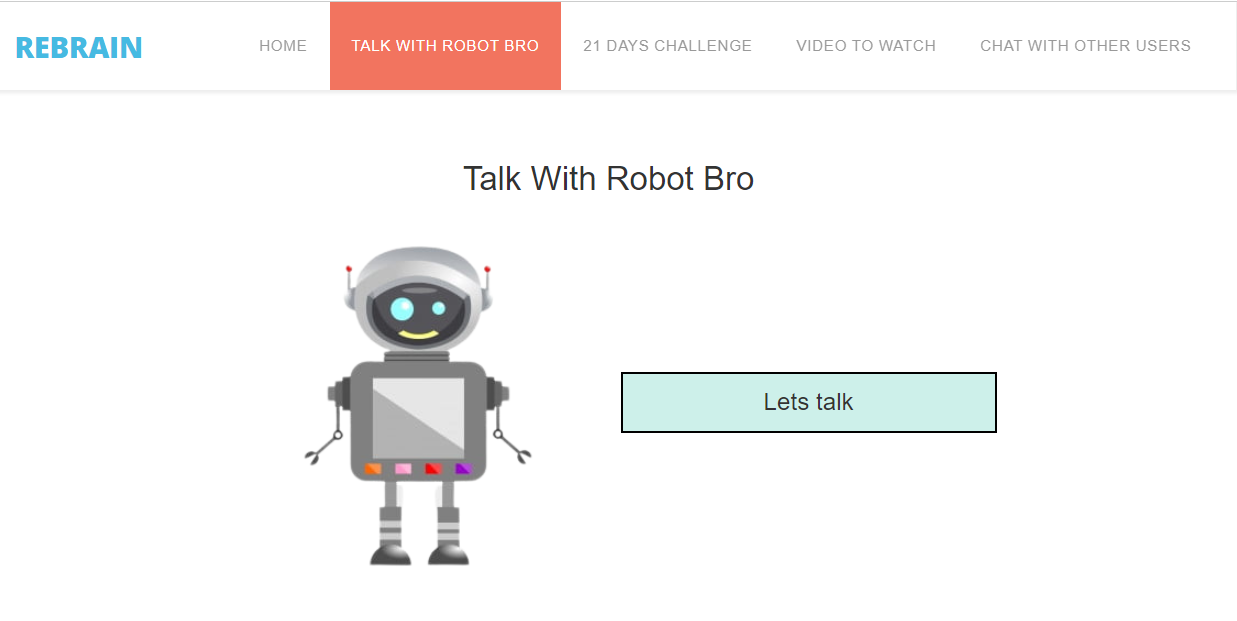 REBRAIN HOME TALK WITH ROBOT BRO 21 DAYS CHALLENGE VIDEO TO WATCH CHAT WITH OTHER USERS
Talk With Robot Bro
Lets talk